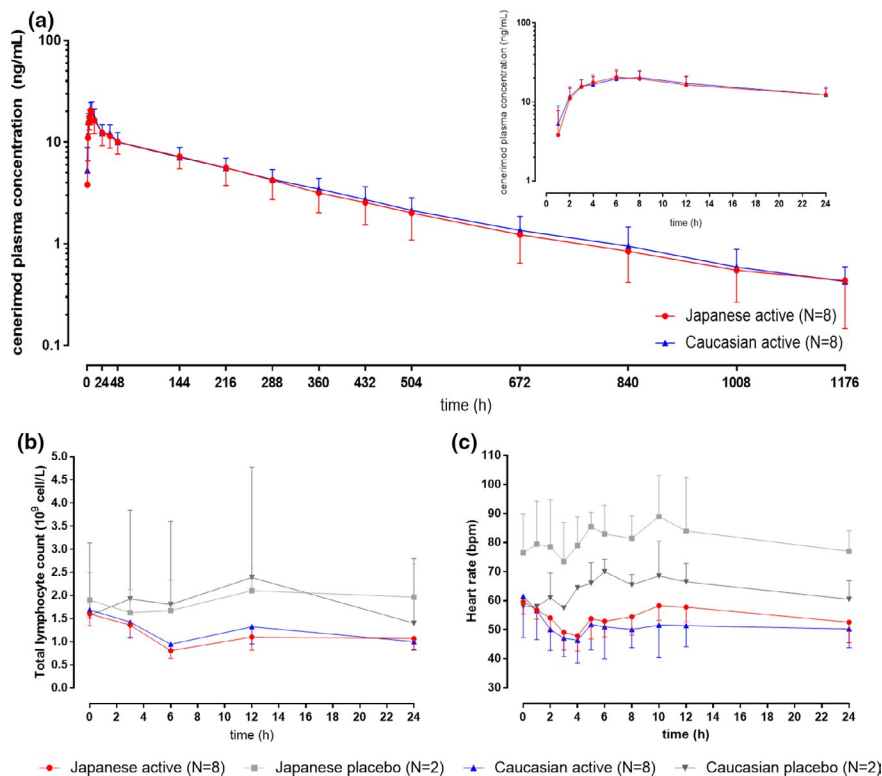 (a)
cenerimod plasma concentration (ng/mL)
100
10
1
0.1
0 24 48 144 216 288 360 432 504 672 840 1008 1176
time (h)
cenerimod plasma concentration (ng/mL)
100
10
1
0 2 4 6 8 10 12 14 16 18 20 22 24
time (h)
Japanese active (N=8)
Caucasian active (N=8)
(b)
Total lymphocyte count (10⁹ cell/L)
5.0
4.5
4.0
3.5
3.0
2.5
2.0
1.5
1.0
0.5
0.0
0 2 4 6 8 10 12 14 16 18 20 22 24
time (h)
(c)
Heart rate (bpm)
110
100
90
80
70
60
50
40
30
0 2 4 6 8 10 12 14 16 18 20 22 24
time (h)
Japanese active (N=8) Japanese placebo (N=2) Caucasian active (N=8) Caucasian placebo (N=2)